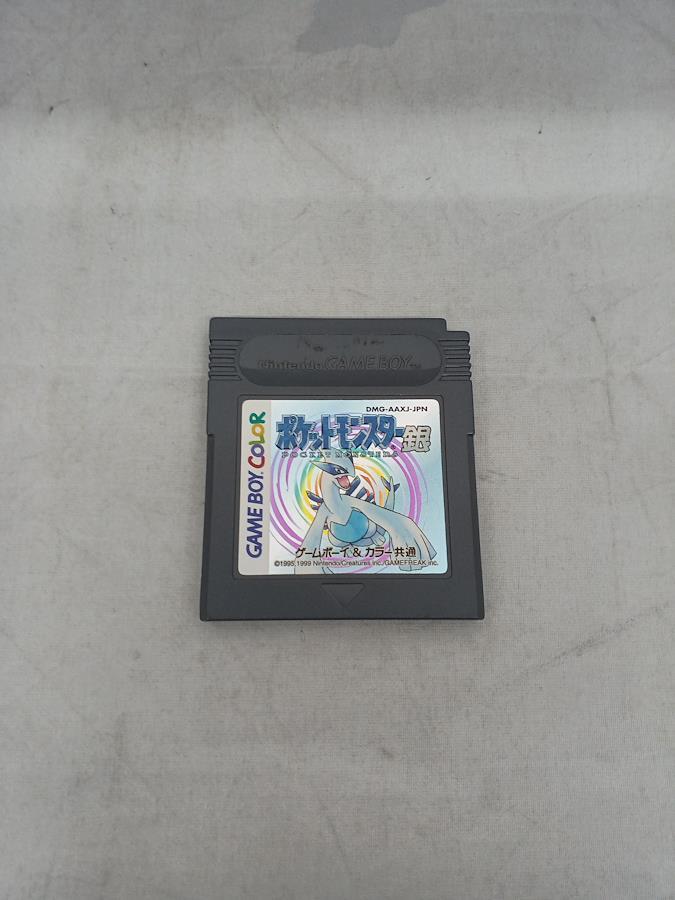 Nintendo GAME BOY™
DMG-AAXJ-JPN
ポケットモンスター銀
POCKET MONSTERS
GAME BOY COLOR
ゲームボーイ & カラー共通
©1995,1999 Nintendo/Creatures inc./GAMEFREAK inc.